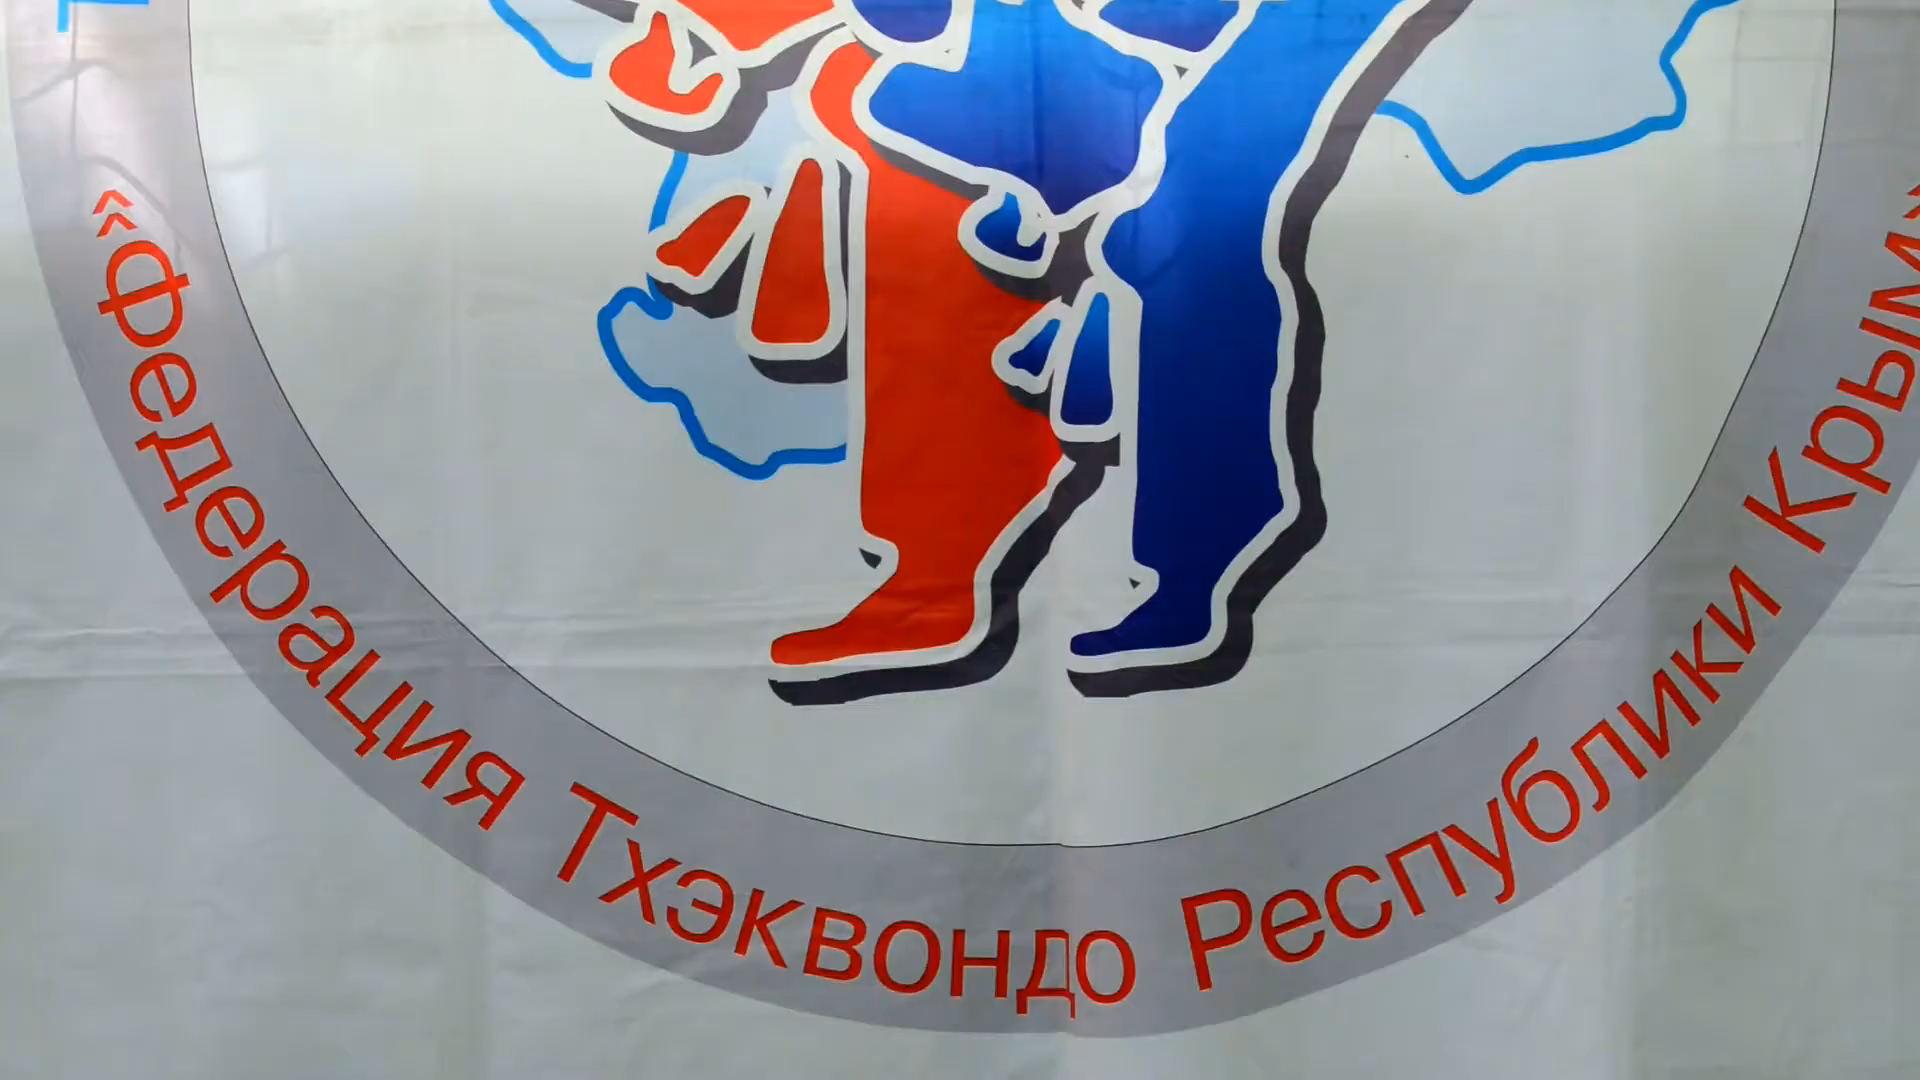 «Федерация Тхэквондо Республики Крым»